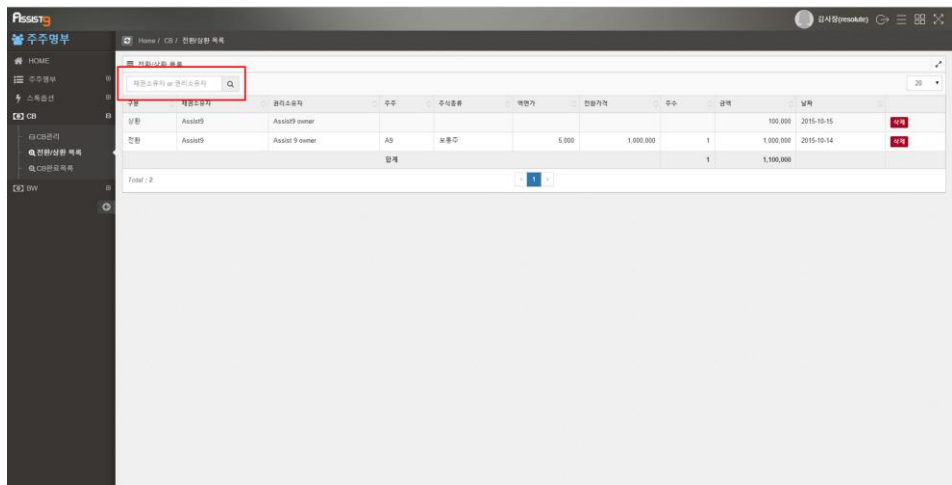 Assist9
김사장(resolute)
주주명부
Home / CB / 전환/상환 목록
HOME
전환/상환 목록
주주명부
채권소유자 or 권리소유자
20
스톡옵션
구분 채권소유자 권리소유자 주주 주식종류 액면가 전환가격 주수 금액 날짜
CB
상환 Assist9 Assist9 owner 100,000 2015-10-15 삭제
CB관리
전환 Assist9 Assist 9 owner A9 보통주 5,000 1,000,000 1 1,000,000 2015-10-14 삭제
전환/상환 목록
합계 1 1,100,000
CB완료목록
Total : 2
1
BW